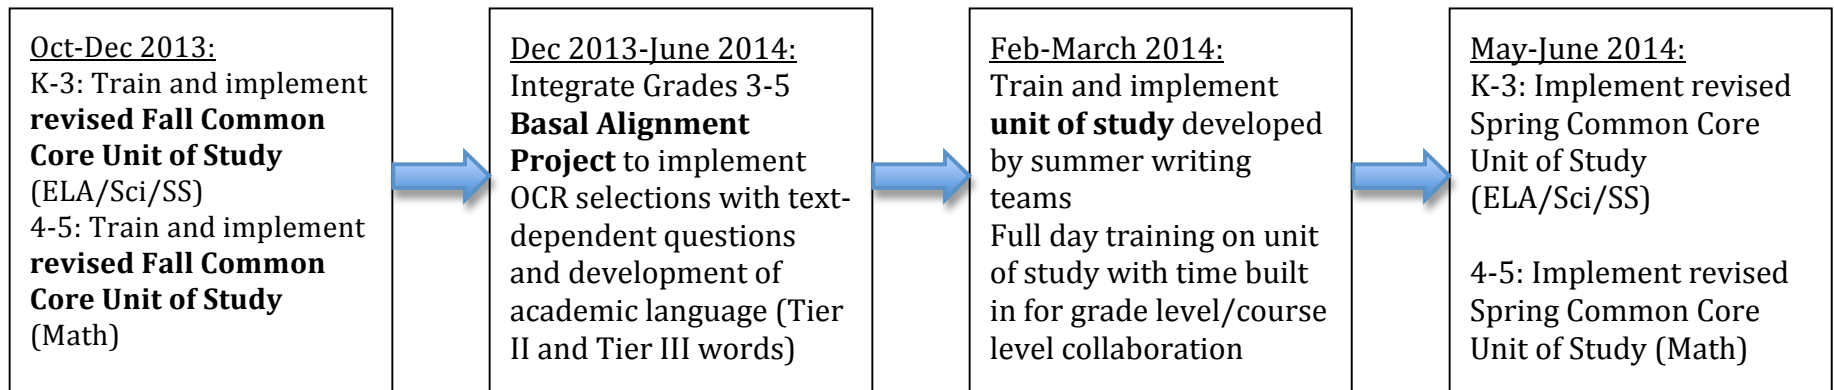 Oct-Dec 2013:
K-3: Train and implement
revised Fall Common
Core Unit of Study
(ELA/Sci/SS)
4-5: Train and implement
revised Fall Common
Core Unit of Study
(Math)
Dec 2013-June 2014:
Integrate Grades 3-5
Basal Alignment
Project to implement
OCR selections with text-
dependent questions
and development of
academic language (Tier
II and Tier III words)
Feb-March 2014:
Train and implement
unit of study developed
by summer writing
teams
Full day training on unit
of study with time built
in for grade level/course
level collaboration
May-June 2014:
K-3: Implement revised
Spring Common Core
Unit of Study
(ELA/Sci/SS)
4-5: Implement revised
Spring Common Core
Unit of Study (Math)